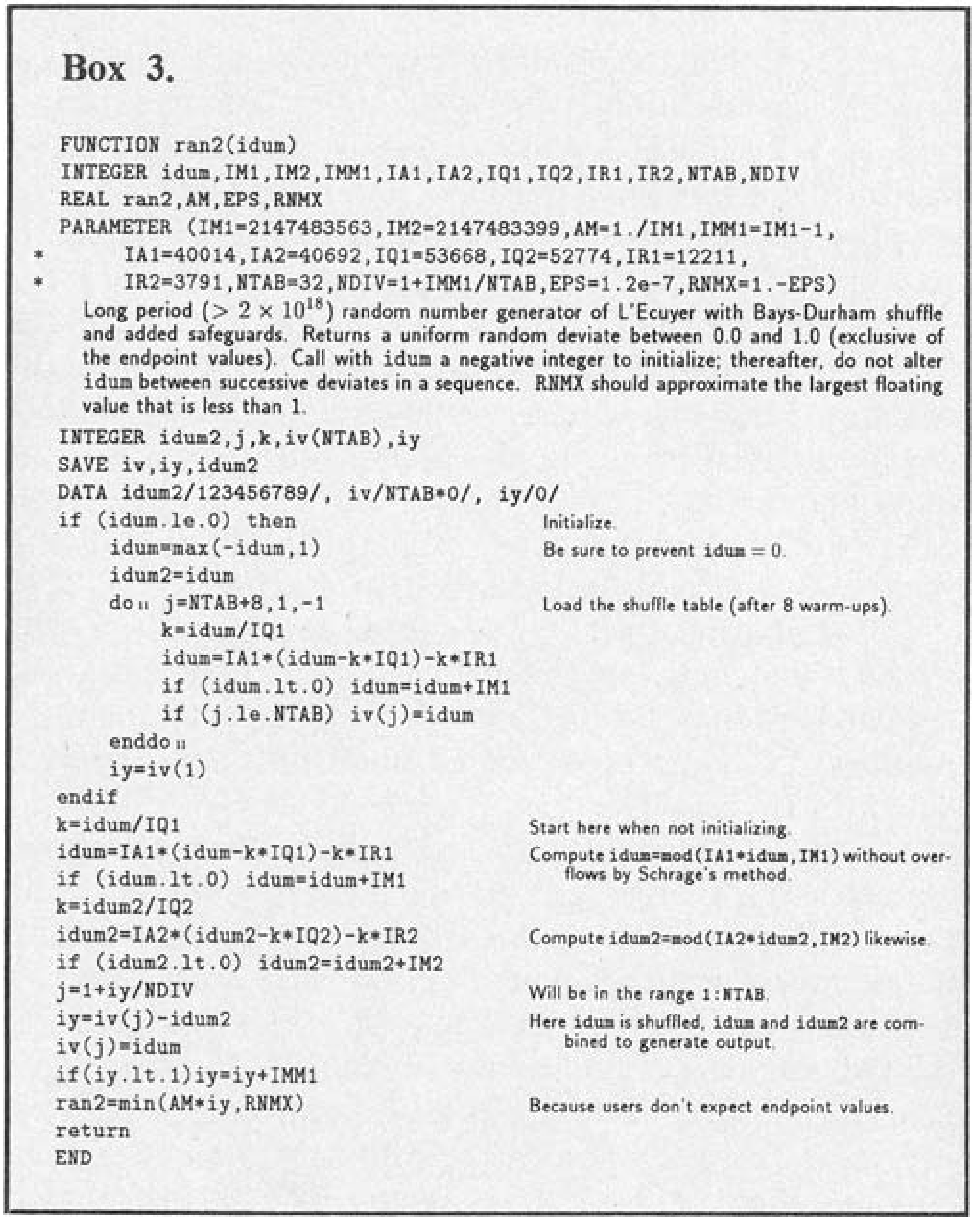 Box 3.
FUNCTION ran2(idum)
INTEGER idum,IM1,IM2,IMM1,IA1,IA2,IQ1,IQ2,IR1,IR2,NTAB,NDIV
REAL ran2,AM,EPS,RNMX
PARAMETER (IM1=2147483563,IM2=2147483399,AM=1./IM1,IMM1=IM1-1,
* IA1=40014,IA2=40692,IQ1=53668,IQ2=52774,IR1=12211,
* IR2=3791,NTAB=32,NDIV=1+IMM1/NTAB,EPS=1.2e-7,RNMX=1.-EPS)
Long period (> 2 × 10¹⁸) random number generator of L'Ecuyer with Bays-Durham shuffle
and added safeguards. Returns a uniform random deviate between 0.0 and 1.0 (exclusive of
the endpoint values). Call with idum a negative integer to initialize; thereafter, do not alter
idum between successive deviates in a sequence. RNMX should approximate the largest floating
value that is less than 1.
INTEGER idum2,j,k,iv(NTAB),iy
SAVE iv,iy,idum2
DATA idum2/123456789/, iv/NTAB*0/, iy/0/
if (idum.le.0) then Initialize.
idum=max(-idum,1) Be sure to prevent idum = 0.
idum2=idum
do 11 j=NTAB+8,1,-1 Load the shuffle table (after 8 warm-ups).
k=idum/IQ1
idum=IA1*(idum-k*IQ1)-k*IR1
if (idum.lt.0) idum=idum+IM1
if (j.le.NTAB) iv(j)=idum
enddo 11
iy=iv(1)
endif
k=idum/IQ1 Start here when not initializing.
idum=IA1*(idum-k*IQ1)-k*IR1 Compute idum=mod(IA1*idum,IM1) without over-
if (idum.lt.0) idum=idum+IM1 flows by Schrage's method.
k=idum2/IQ2
idum2=IA2*(idum2-k*IQ2)-k*IR2 Compute idum2=mod(IA2*idum2,IM2) likewise.
if (idum2.lt.0) idum2=idum2+IM2
j=1+iy/NDIV Will be in the range 1:NTAB.
iy=iv(j)-idum2 Here idum is shuffled, idum and idum2 are com-
iv(j)=idum bined to generate output.
if(iy.lt.1)iy=iy+IMM1
ran2=min(AM*iy,RNMX) Because users don't expect endpoint values.
return
END